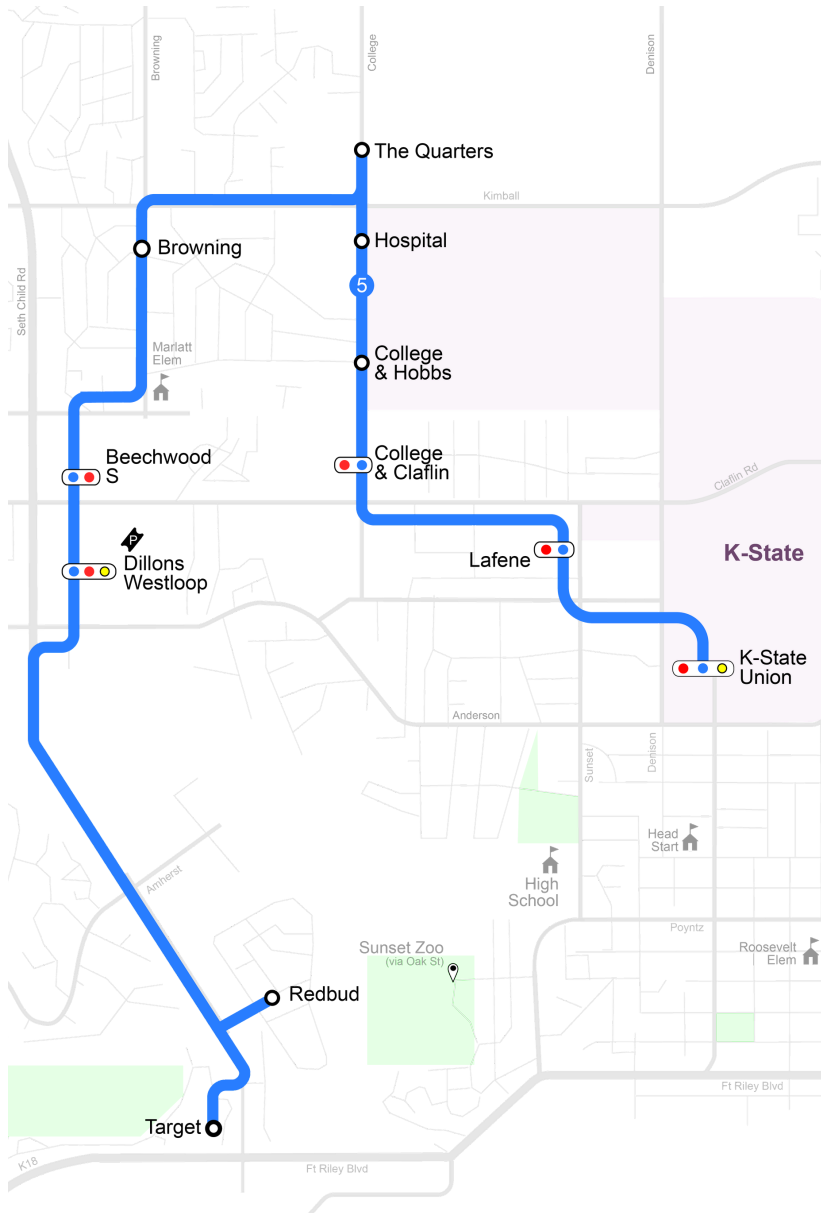 Browning
College
Denison
The Quarters
Kimball
Browning
Hospital
Seth Child Rd
5
Marlatt
Elem
College
& Hobbs
Beechwood
S
College
& Claflin
Claflin Rd
P
Dillons
Westloop
Lafene
K-State
K-State
Union
Anderson
Sunset
Denison
Head
Start
Amherst
High
School
Poyntz
Sunset Zoo
(via Oak St)
Roosevelt
Elem
Redbud
Ft Riley Blvd
Target
K18
Ft Riley Blvd